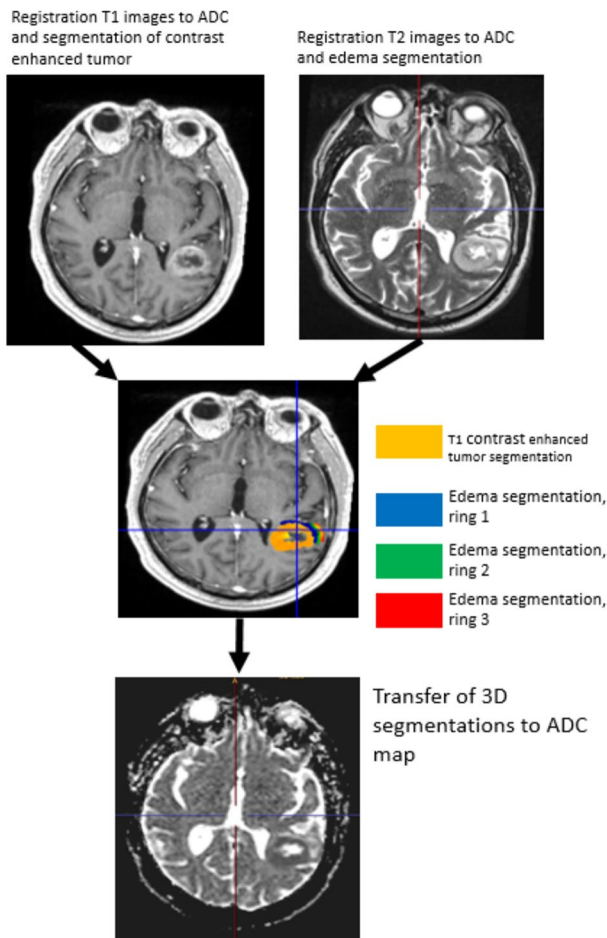 Registration T1 images to ADC
and segmentation of contrast
enhanced tumor
Registration T2 images to ADC
and edema segmentation
T1 contrast enhanced
tumor segmentation
Edema segmentation,
ring 1
Edema segmentation,
ring 2
Edema segmentation,
ring 3
A
Transfer of 3D
segmentations to ADC
map